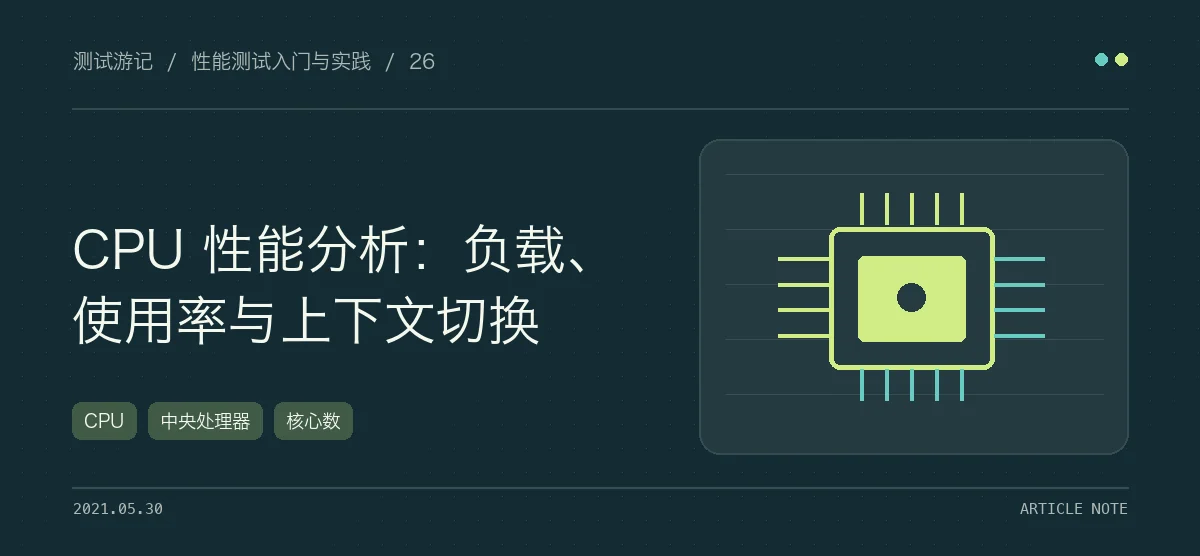 测试游记 / 性能测试入门与实践 / 26
CPU 性能分析：负载、
使用率与上下文切换
CPU 中央处理器 核心数
2021.05.30 ARTICLE NOTE